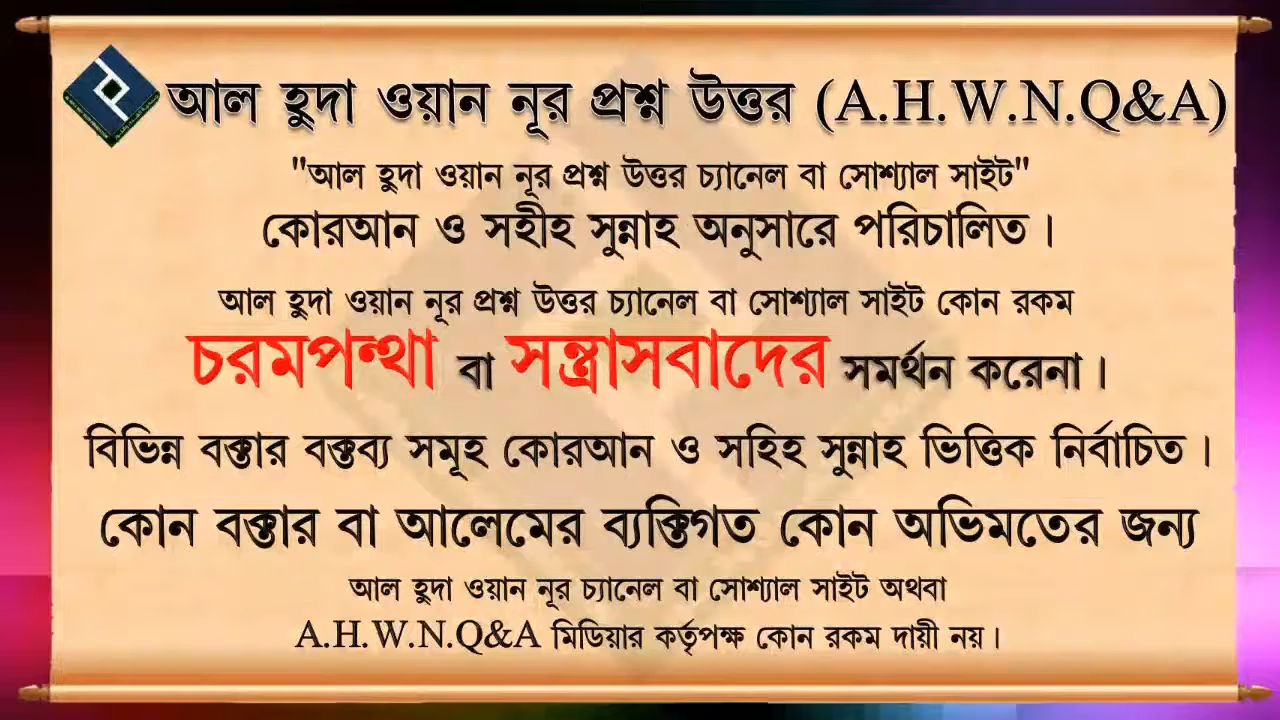 আল হুদা ওয়ান নূর প্রশ্ন উত্তর (A.H.W.N.Q&A)
"আল হুদা ওয়ান নূর প্রশ্ন উত্তর চ্যানেল বা সোশ্যাল সাইট"
কোরআন ও সহীহ সুন্নাহ অনুসারে পরিচালিত।
আল হুদা ওয়ান নূর প্রশ্ন উত্তর চ্যানেল বা সোশ্যাল সাইট কোন রকম
চরমপন্থা বা সন্ত্রাসবাদের সমর্থন করেনা।
বিভিন্ন বক্তার বক্তব্য সমূহ কোরআন ও সহিহ সুন্নাহ ভিত্তিক নির্বাচিত।
কোন বক্তার বা আলেমের ব্যক্তিগত কোন অভিমতের জন্য
আল হুদা ওয়ান নূর চ্যানেল বা সোশ্যাল সাইট অথবা
A.H.W.N.Q&A মিডিয়ার কর্তৃপক্ষ কোন রকম দায়ী নয়।